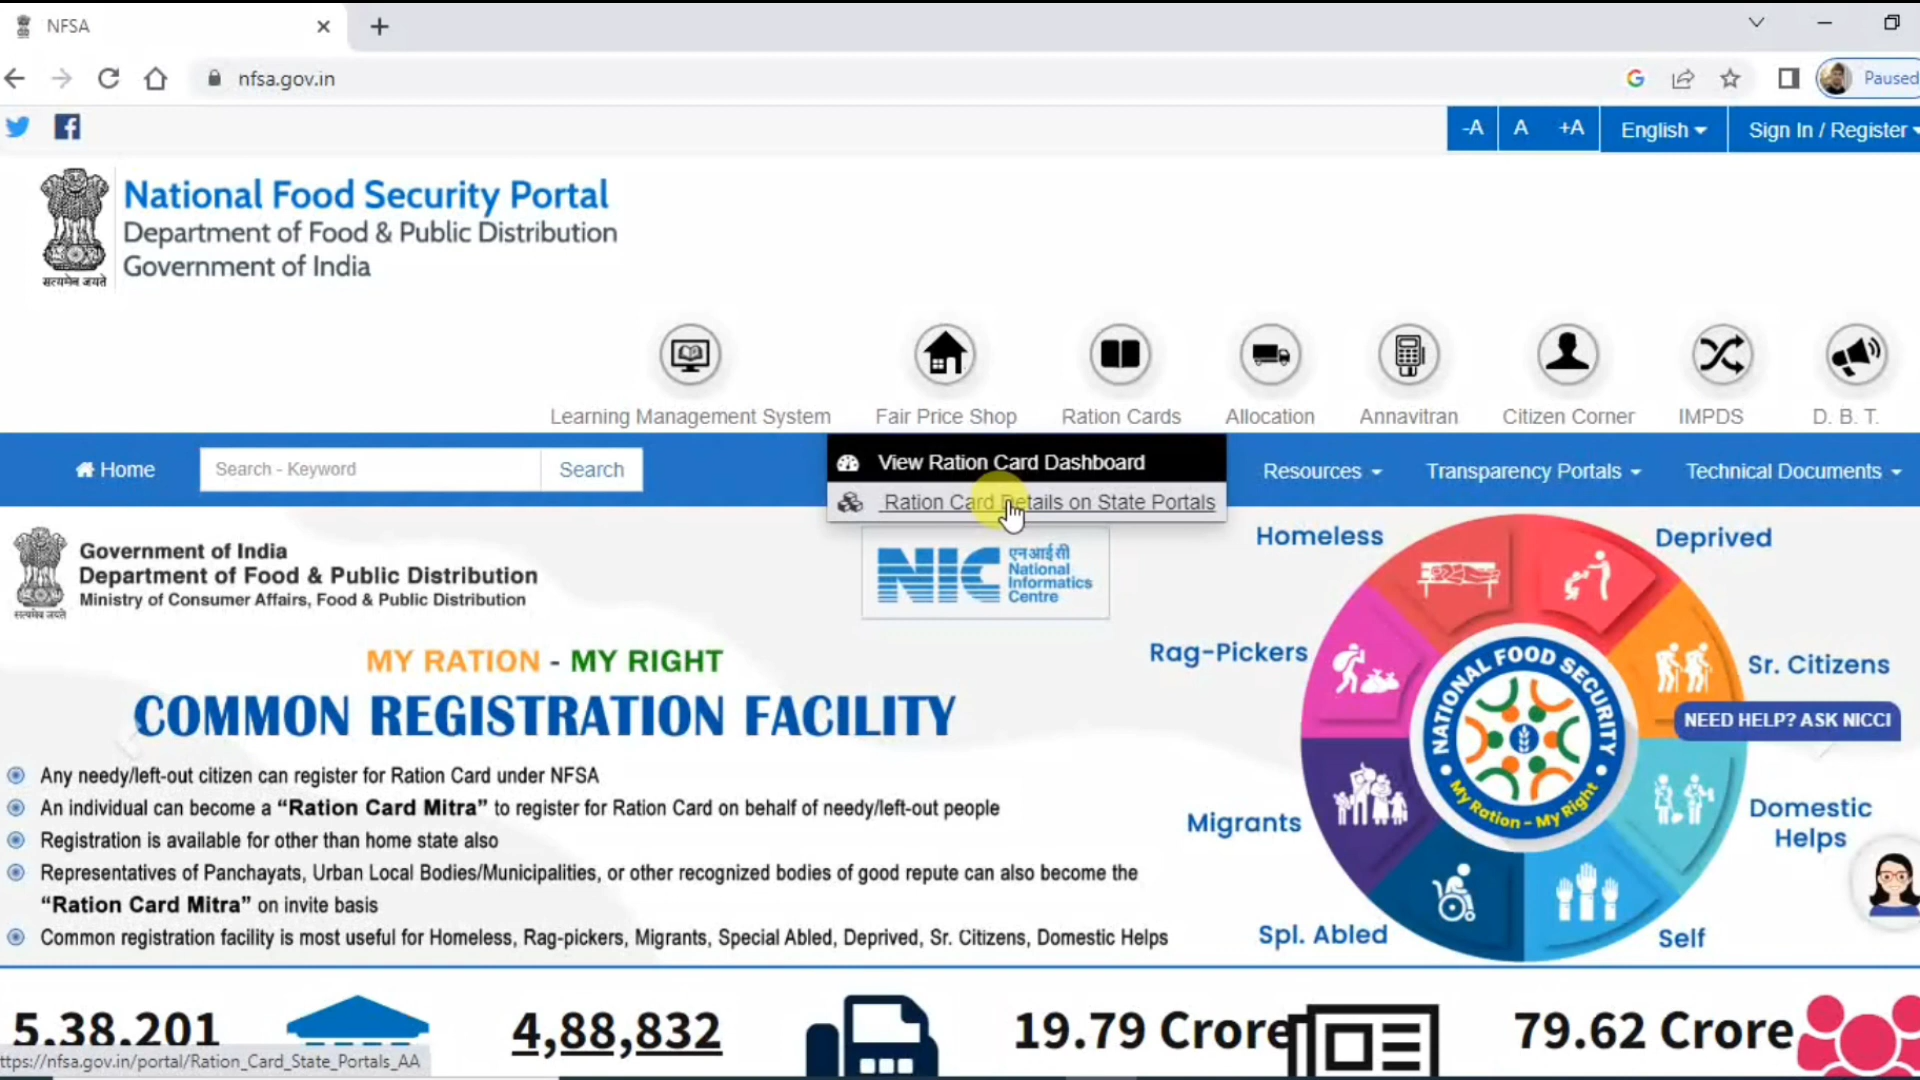 NFSA
nfsa.gov.in
Paused
-A A +A English Sign In / Register
National Food Security Portal
Department of Food & Public Distribution
Government of India
सत्यमेव जयते
Learning Management System Fair Price Shop Ration Cards Allocation Annavitran Citizen Corner IMPDS D. B. T.
Home Search - Keyword Search Resources Transparency Portals Technical Documents
View Ration Card Dashboard
Ration Card Details on State Portals
Government of India
Department of Food & Public Distribution
Ministry of Consumer Affairs, Food & Public Distribution
सत्यमेव जयते
NIC
एन आई सी
National
Informatics
Centre
MY RATION - MY RIGHT
COMMON REGISTRATION FACILITY
Any needy/left-out citizen can register for Ration Card under NFSA
An individual can become a “Ration Card Mitra” to register for Ration Card on behalf of needy/left-out people
Registration is available for other than home state also
Representatives of Panchayats, Urban Local Bodies/Municipalities, or other recognized bodies of good repute can also become the
“Ration Card Mitra” on invite basis
Common registration facility is most useful for Homeless, Rag-pickers, Migrants, Special Abled, Deprived, Sr. Citizens, Domestic Helps
Homeless
Deprived
Rag-Pickers
Sr. Citizens
NEED HELP? ASK NICCI
NATIONAL FOOD SECURITY
My Ration - My Right
Migrants
Domestic
Helps
Spl. Abled
Self
5,38,201 4,88,832 19.79 Crore 79.62 Crore
ttps://nfsa.gov.in/portal/Ration_Card_State_Portals_AA